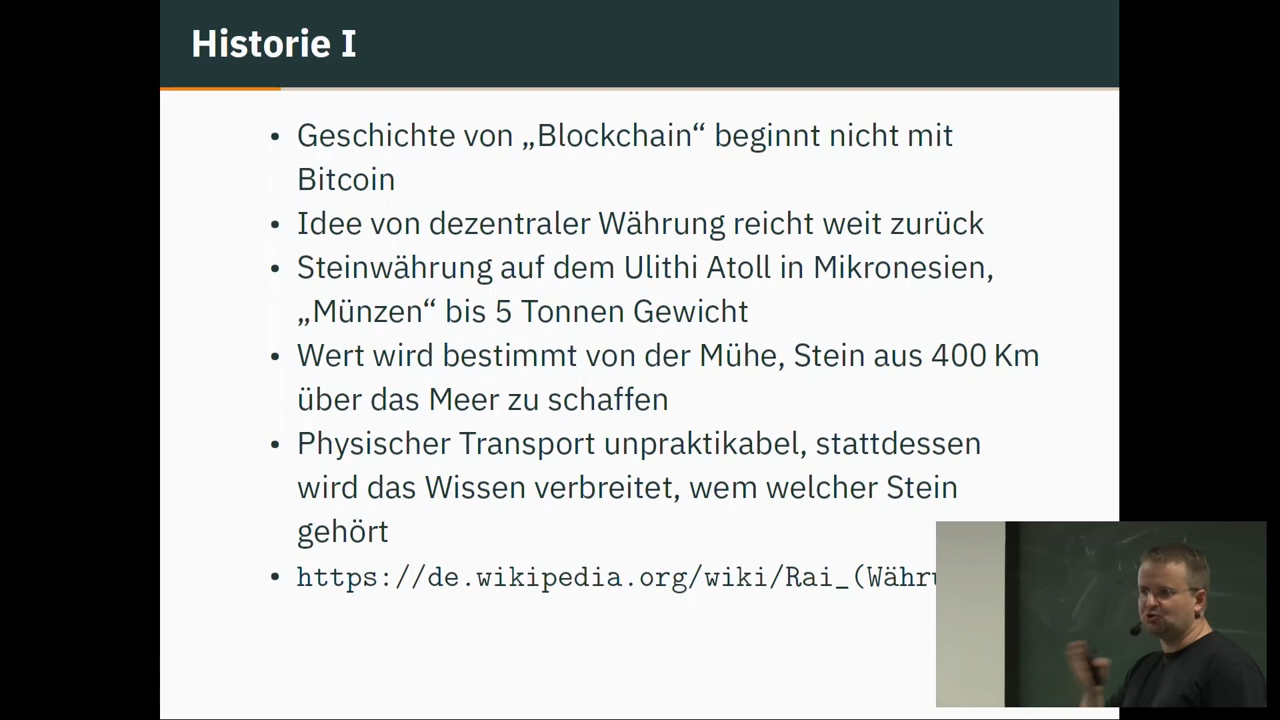 Historie I
• Geschichte von „Blockchain“ beginnt nicht mit
Bitcoin
• Idee von dezentraler Währung reicht weit zurück
• Steinwährung auf dem Ulithi Atoll in Mikronesien,
„Münzen“ bis 5 Tonnen Gewicht
• Wert wird bestimmt von der Mühe, Stein aus 400 Km
über das Meer zu schaffen
• Physischer Transport unpraktikabel, stattdessen
wird das Wissen verbreitet, wem welcher Stein
gehört
• https://de.wikipedia.org/wiki/Rai_(Währu